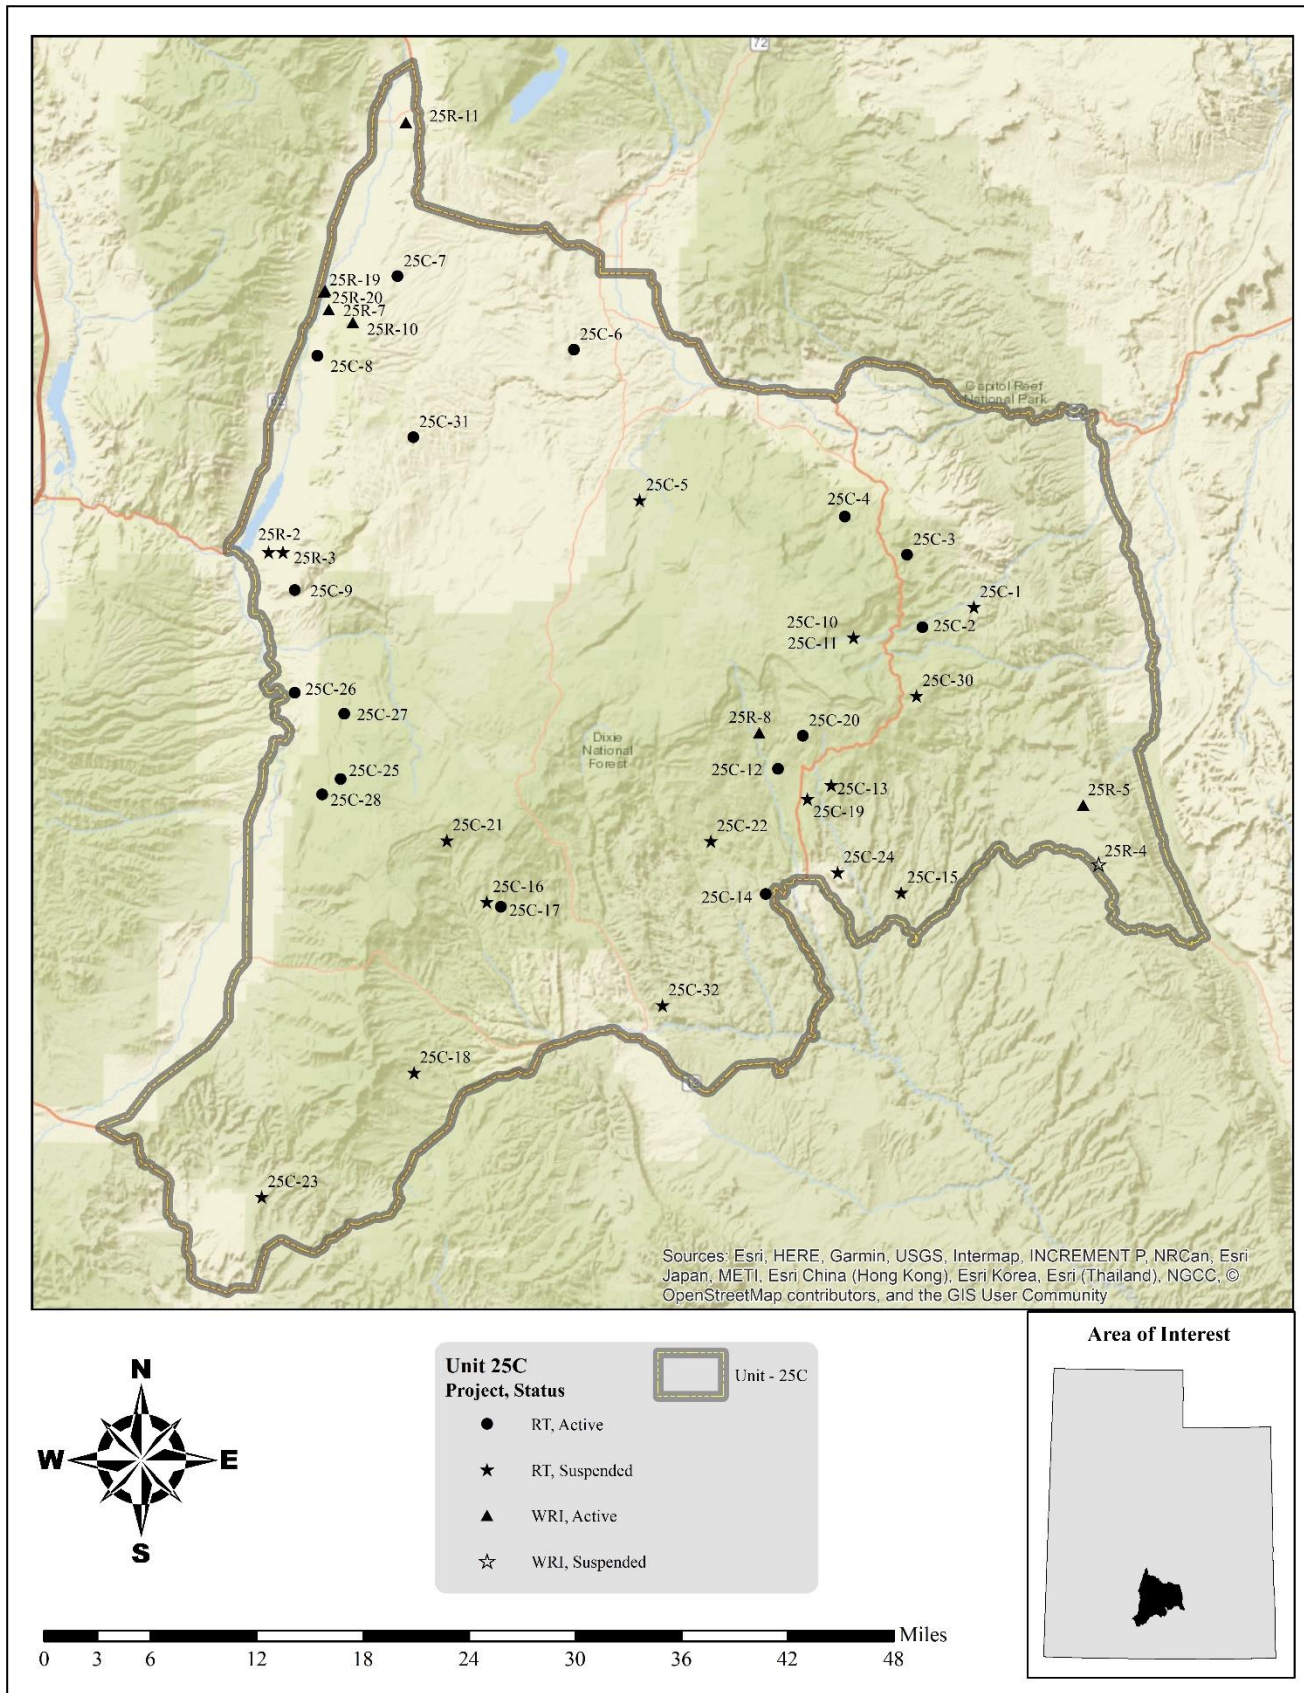 72
25R-11
25C-7
25R-19
25R-20
25R-7
25R-10
25C-6
25C-8
Capitol Reef
National Park
25C-31
25C-5
25C-4
25R-2
25R-3
25C-3
25C-9
25C-1
25C-2
25C-10
25C-11
25C-30
25C-26
25C-27
25R-8
25C-20
Dixie
National
Forest
25C-12
25C-25
25C-28
25C-13
25C-19
25R-5
25C-21
25C-22
25R-4
25C-24
25C-15
25C-16
25C-17
25C-14
25C-32
25C-18
12
25C-23
Sources: Esri, HERE, Garmin, USGS, Intermap, INCREMENT P, NRCan, Esri
Japan, METI, Esri China (Hong Kong), Esri Korea, Esri (Thailand), NGCC, ©
OpenStreetMap contributors, and the GIS User Community
N
W
E
S
Unit 25C
Project, Status
Unit - 25C
RT, Active
RT, Suspended
WRI, Active
WRI, Suspended
Area of Interest
Miles
0 3 6 12 18 24 30 36 42 48